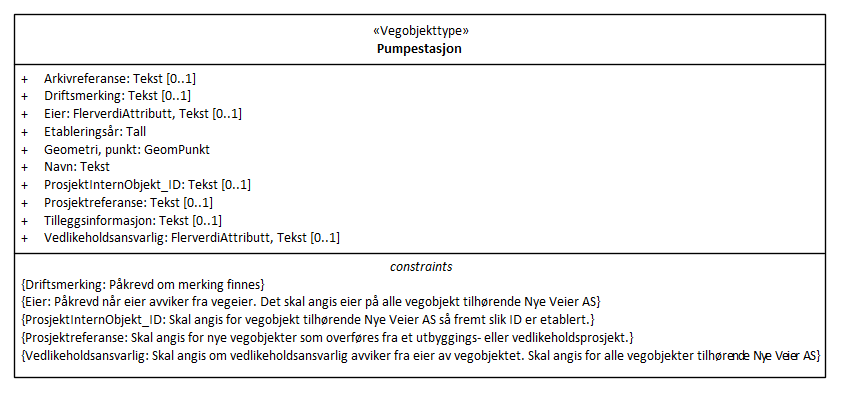 «Vegobjekttype»
Pumpestasjon
+ Arkivreferanse: Tekst [0..1]
+ Driftsmerking: Tekst [0..1]
+ Eier: FlerverdiAttributt, Tekst [0..1]
+ Etableringsår: Tall
+ Geometri, punkt: GeomPunkt
+ Navn: Tekst
+ ProsjektInternObjekt_ID: Tekst [0..1]
+ Prosjektreferanse: Tekst [0..1]
+ Tilleggsinformasjon: Tekst [0..1]
+ Vedlikeholdsansvarlig: FlerverdiAttributt, Tekst [0..1]
constraints
{Driftsmerking: Påkrevd om merking finnes}
{Eier: Påkrevd når eier avviker fra vegeier. Det skal angis eier på alle vegobjekt tilhørende Nye Veier AS}
{ProsjektInternObjekt_ID: Skal angis for vegobjekt tilhørende Nye Veier AS så fremt slik ID er etablert.}
{Prosjektreferanse: Skal angis for nye vegobjekter som overføres fra et utbyggings- eller vedlikeholdsprosjekt.}
{Vedlikeholdsansvarlig: Skal angis om vedlikeholdsansvarlig avviker fra eier av vegobjektet. Skal angis for alle vegobjekter tilhørende Nye Veier AS}